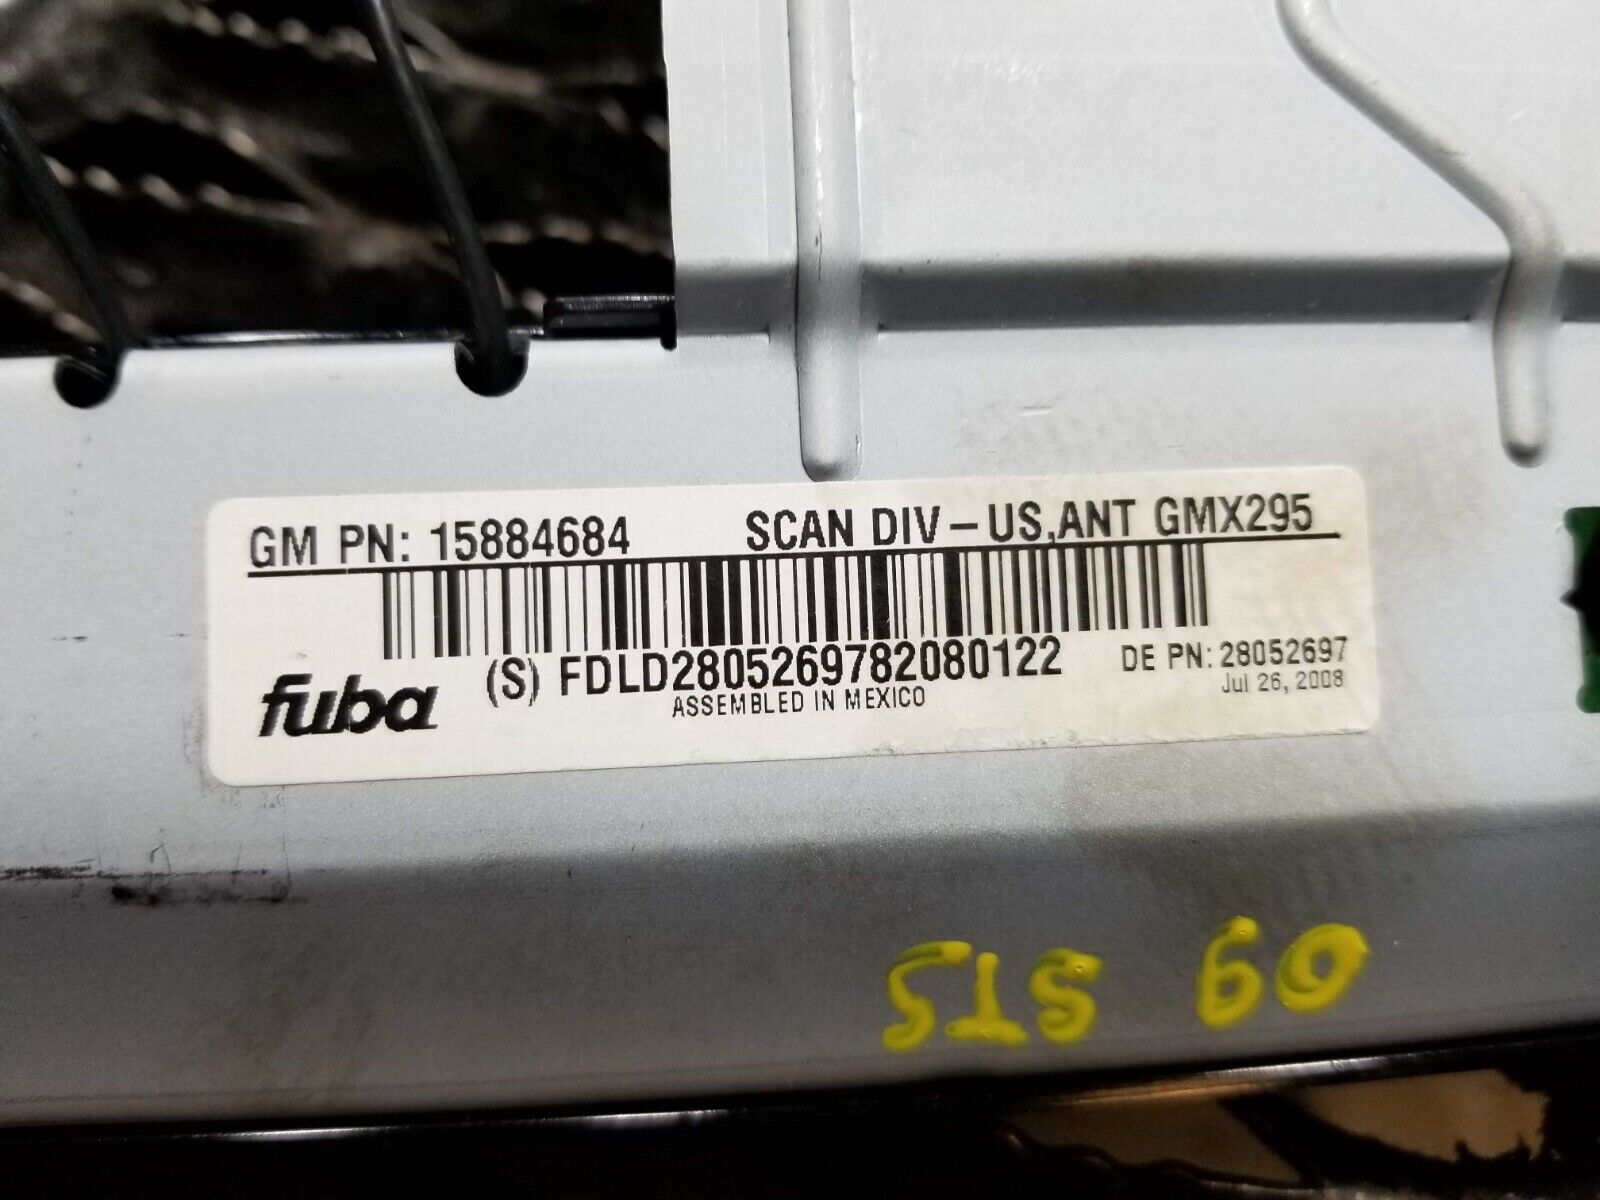 GM PN: 15884684 SCAN DIV – US,ANT GMX295
fuba (S) FDLD2805269782080122 DE PN: 28052697
ASSEMBLED IN MEXICO Jul 26, 2008
09 STS